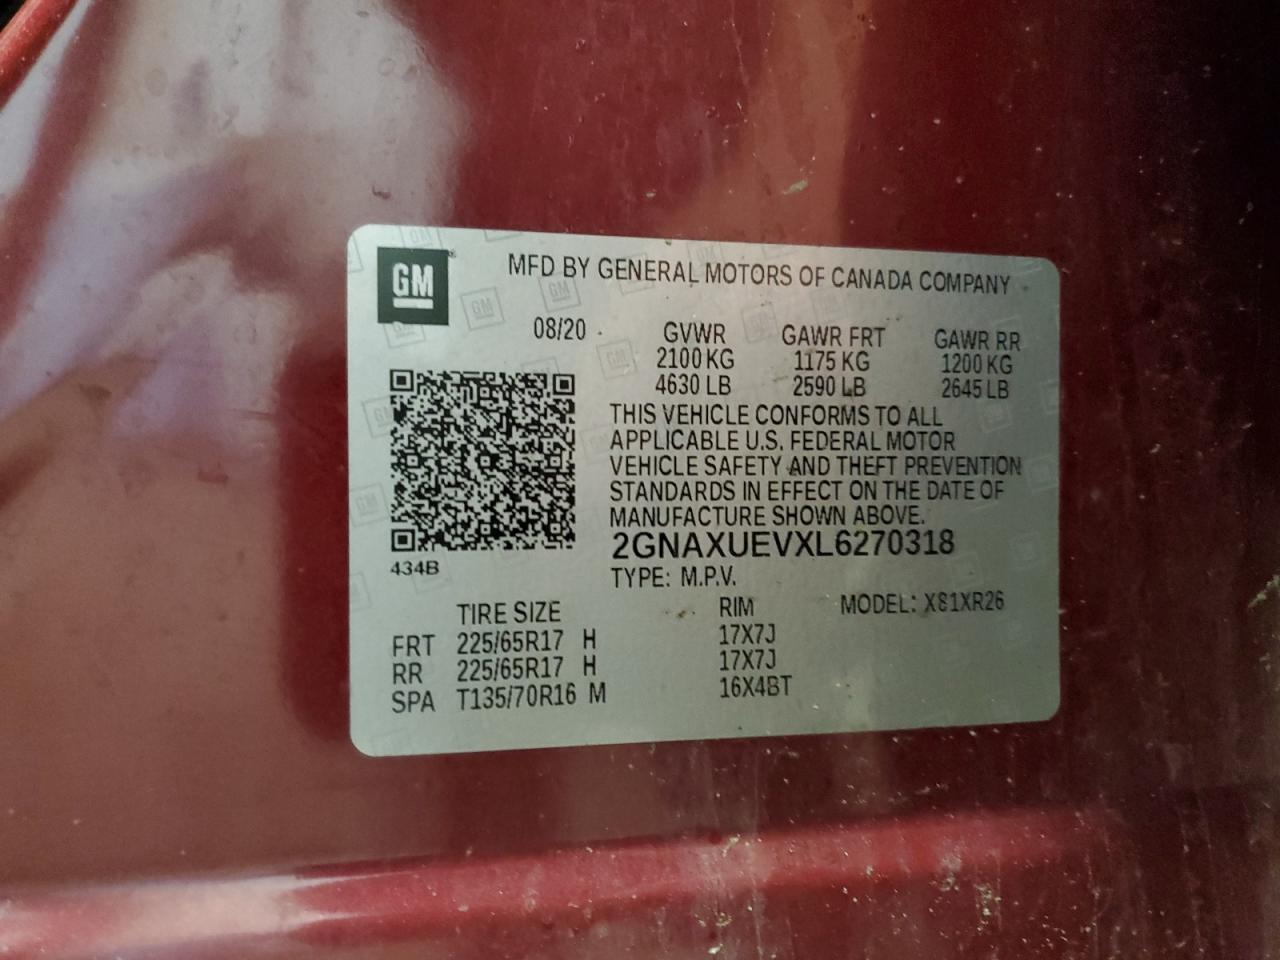 GM
MFD BY GENERAL MOTORS OF CANADA COMPANY
08/20 GVWR GAWR FRT GAWR RR
2100 KG 1175 KG 1200 KG
4630 LB 2590 LB 2645 LB
THIS VEHICLE CONFORMS TO ALL
APPLICABLE U.S. FEDERAL MOTOR
VEHICLE SAFETY AND THEFT PREVENTION
STANDARDS IN EFFECT ON THE DATE OF
MANUFACTURE SHOWN ABOVE.
2GNAXUEVXL6270318
434B
TYPE: M.P.V.
TIRE SIZE RIM MODEL: X81XR26
FRT 225/65R17 H 17X7J
RR 225/65R17 H 17X7J
SPA T135/70R16 M 16X4BT